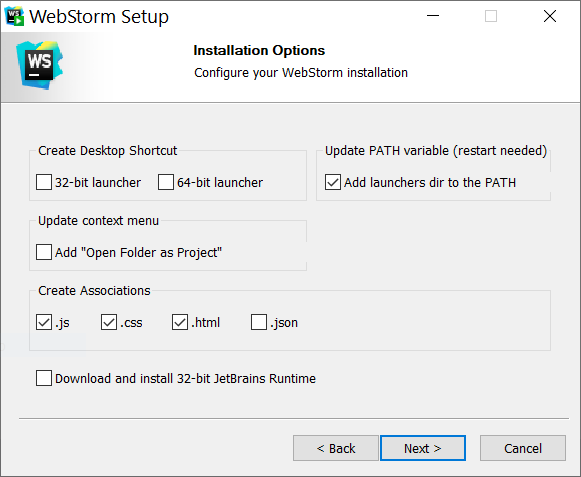 WS WebStorm Setup
WS
Installation Options
Configure your WebStorm installation
Create Desktop Shortcut
32-bit launcher 64-bit launcher
Update PATH variable (restart needed)
Add launchers dir to the PATH
Update context menu
Add "Open Folder as Project"
Create Associations
.js .css .html .json
Download and install 32-bit JetBrains Runtime
< Back Next > Cancel